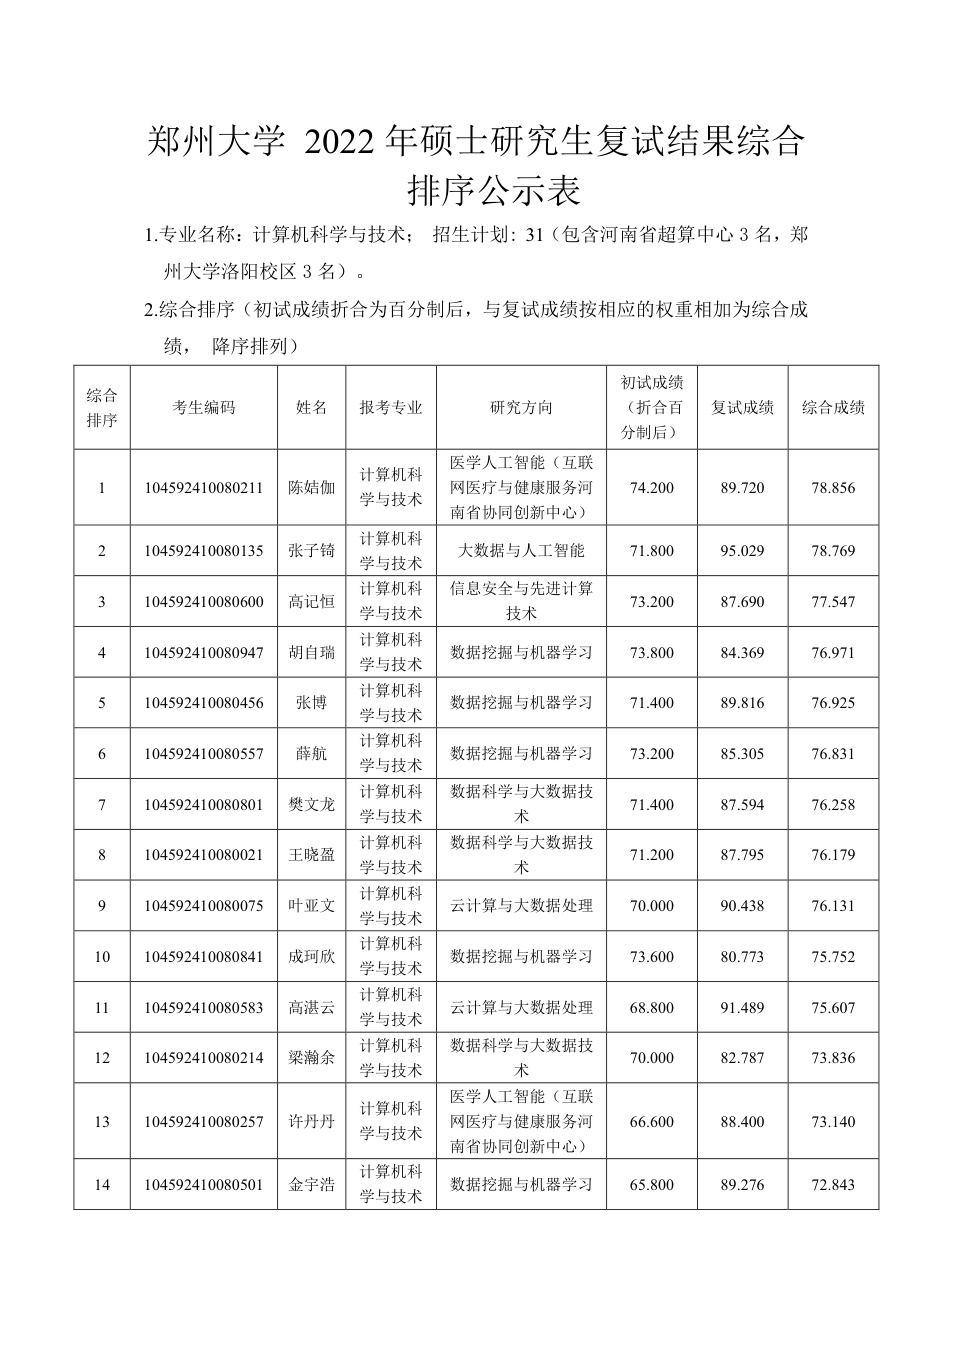 郑州大学 2022 年硕士研究生复试结果综合
排序公示表
1.专业名称：计算机科学与技术； 招生计划：31（包含河南省超算中心 3 名，郑
州大学洛阳校区 3 名）。
2.综合排序（初试成绩折合为百分制后，与复试成绩按相应的权重相加为综合成
绩， 降序排列）
综合
排序
考生编码
姓名
报考专业
研究方向
初试成绩
（折合百
分制后）
复试成绩
综合成绩
1
104592410080211
陈姞伽
计算机科
学与技术
医学人工智能（互联
网医疗与健康服务河
南省协同创新中心）
74.200
89.720
78.856
2
104592410080135
张子锜
计算机科
学与技术
大数据与人工智能
71.800
95.029
78.769
3
104592410080600
高记恒
计算机科
学与技术
信息安全与先进计算
技术
73.200
87.690
77.547
4
104592410080947
胡自瑞
计算机科
学与技术
数据挖掘与机器学习
73.800
84.369
76.971
5
104592410080456
张博
计算机科
学与技术
数据挖掘与机器学习
71.400
89.816
76.925
6
104592410080557
薛航
计算机科
学与技术
数据挖掘与机器学习
73.200
85.305
76.831
7
104592410080801
樊文龙
计算机科
学与技术
数据科学与大数据技
术
71.400
87.594
76.258
8
104592410080021
王晓盈
计算机科
学与技术
数据科学与大数据技
术
71.200
87.795
76.179
9
104592410080075
叶亚文
计算机科
学与技术
云计算与大数据处理
70.000
90.438
76.131
10
104592410080841
成珂欣
计算机科
学与技术
数据挖掘与机器学习
73.600
80.773
75.752
11
104592410080583
高湛云
计算机科
学与技术
云计算与大数据处理
68.800
91.489
75.607
12
104592410080214
梁瀚余
计算机科
学与技术
数据科学与大数据技
术
70.000
82.787
73.836
13
104592410080257
许丹丹
计算机科
学与技术
医学人工智能（互联
网医疗与健康服务河
南省协同创新中心）
66.600
88.400
73.140
14
104592410080501
金宇浩
计算机科
学与技术
数据挖掘与机器学习
65.800
89.276
72.843